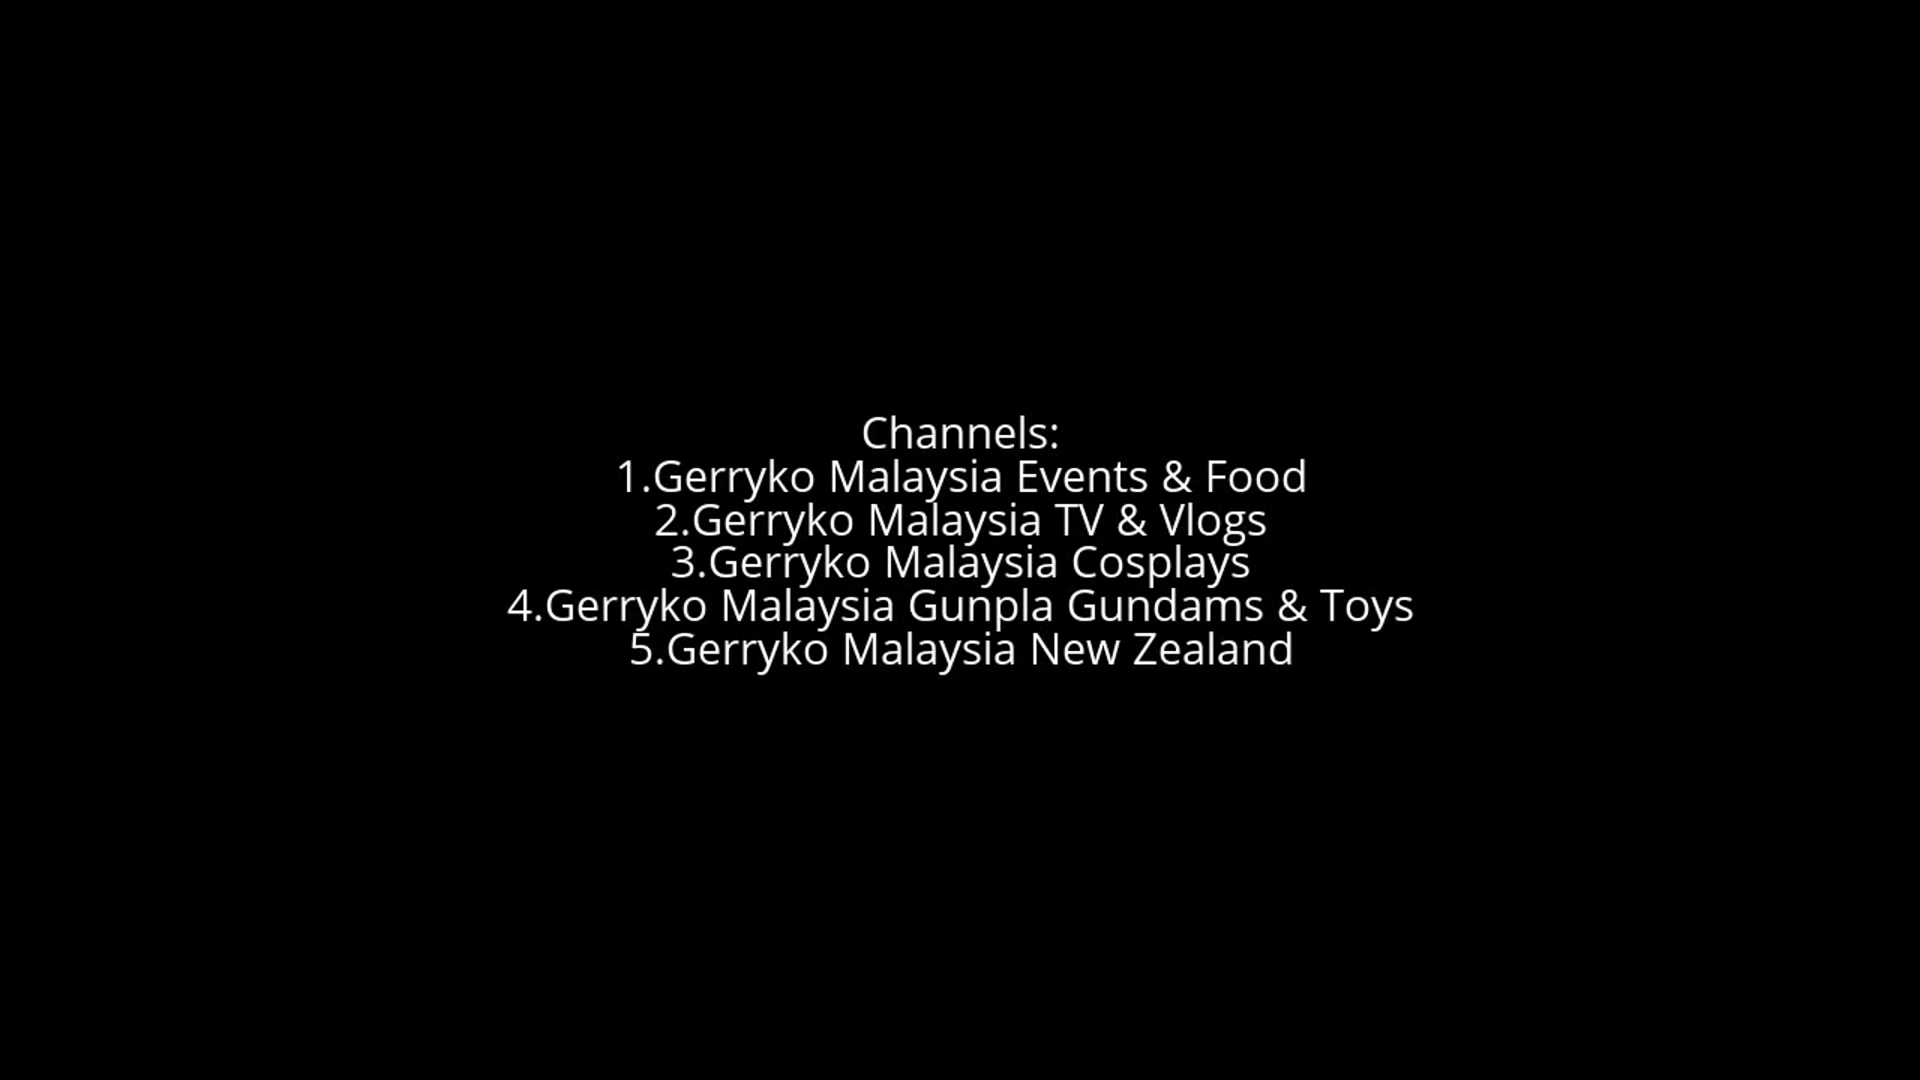 Channels:
1.Gerryko Malaysia Events & Food
2.Gerryko Malaysia TV & Vlogs
3.Gerryko Malaysia Cosplays
4.Gerryko Malaysia Gunpla Gundams & Toys
5.Gerryko Malaysia New Zealand